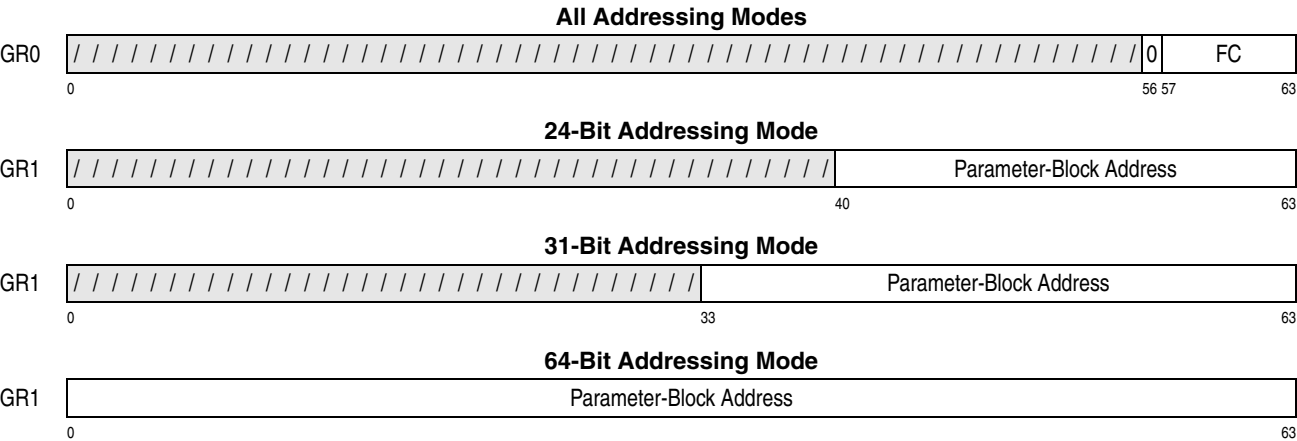 All Addressing Modes
GR0 / / / / / / / / / / / / / / / / / / / / / / / / / / / / / / / / / / / / / / / / / / / / / / / / / / / / / / / / 0 FC
0 56 57 63
24-Bit Addressing Mode
GR1 / / / / / / / / / / / / / / / / / / / / / / / / / / / / / / / / / / / / / / / / Parameter-Block Address
0 40 63
31-Bit Addressing Mode
GR1 / / / / / / / / / / / / / / / / / / / / / / / / / / / / / / / / / Parameter-Block Address
0 33 63
64-Bit Addressing Mode
GR1 Parameter-Block Address
0 63